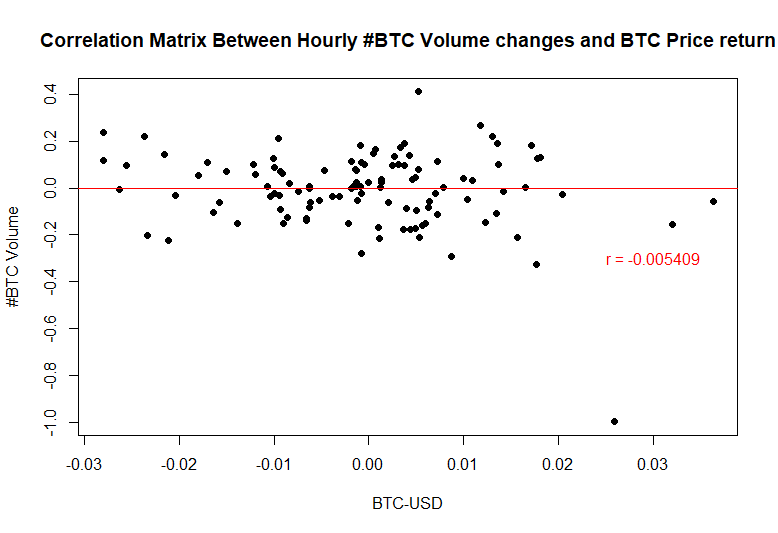 Correlation Matrix Between Hourly #BTC Volume changes and BTC Price return
0.4
0.2
0.0
-0.2
-0.4
-0.6
-0.8
-1.0
#BTC Volume
r = -0.005409
-0.03 -0.02 -0.01 0.00 0.01 0.02 0.03
BTC-USD